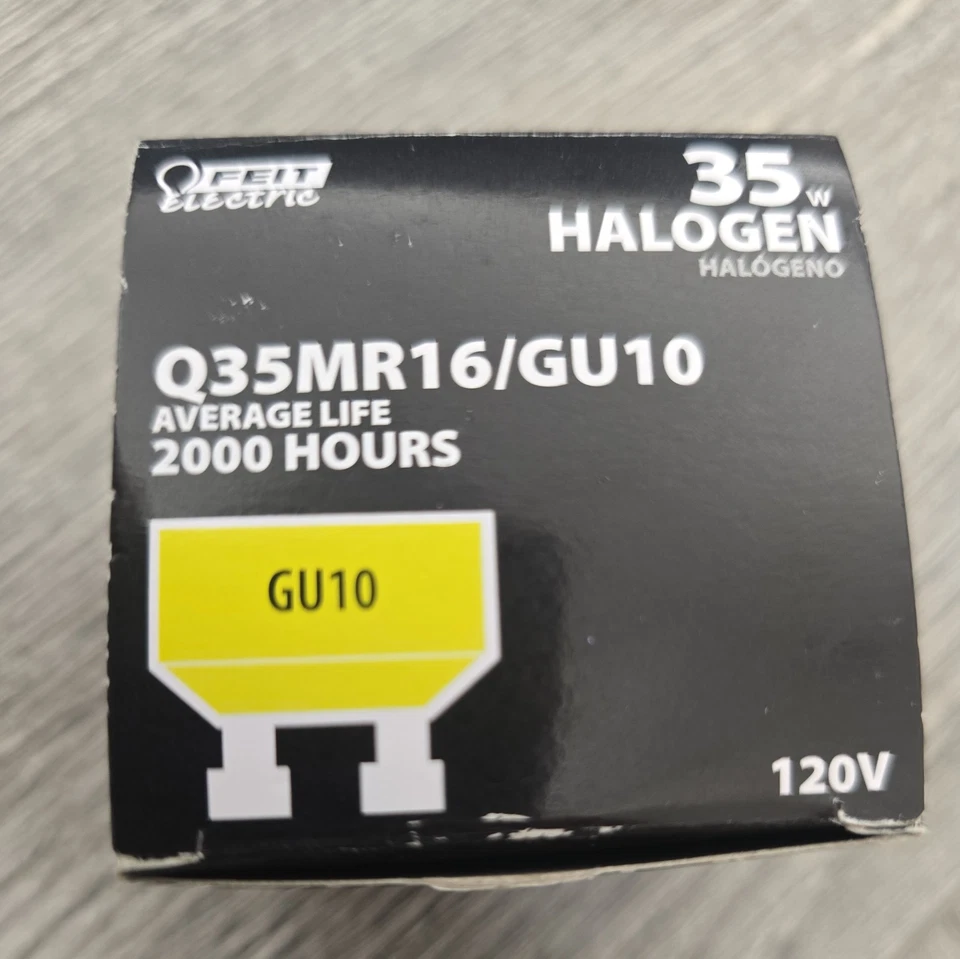 FEIT
Electric
35W
HALOGEN
HALÓGENO
Q35MR16/GU10
AVERAGE LIFE
2000 HOURS
GU10
120V